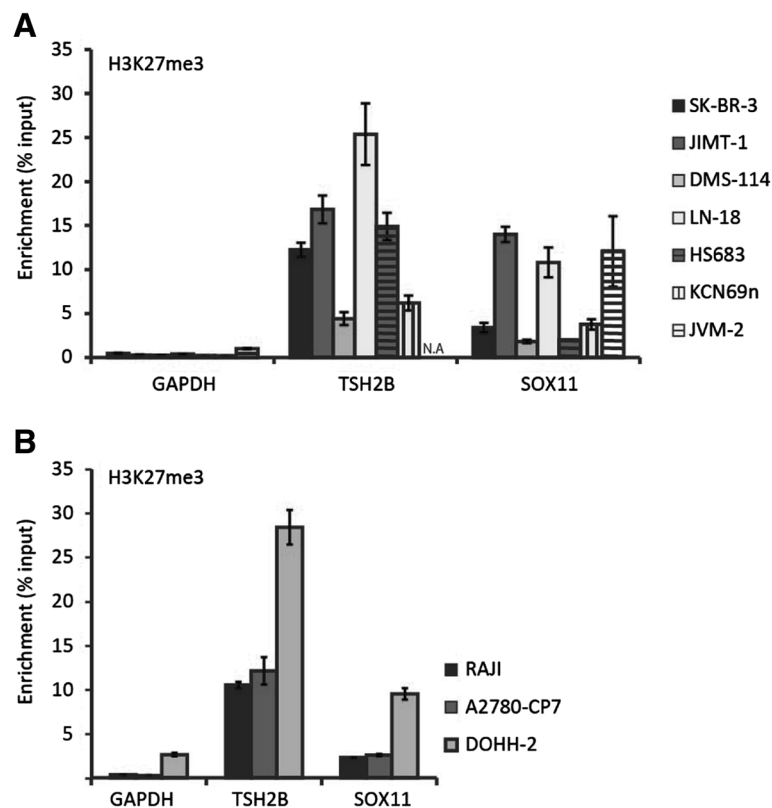 A
H3K27me3
Enrichment (% input)
35
30
25
20
15
10
5
0
N.A
GAPDH
TSH2B
SOX11
SK-BR-3
JIMT-1
DMS-114
LN-18
HS683
KCN69n
JVM-2
B
H3K27me3
Enrichment (% input)
35
30
25
20
15
10
5
GAPDH
TSH2B
SOX11
RAJI
A2780-CP7
DOHH-2